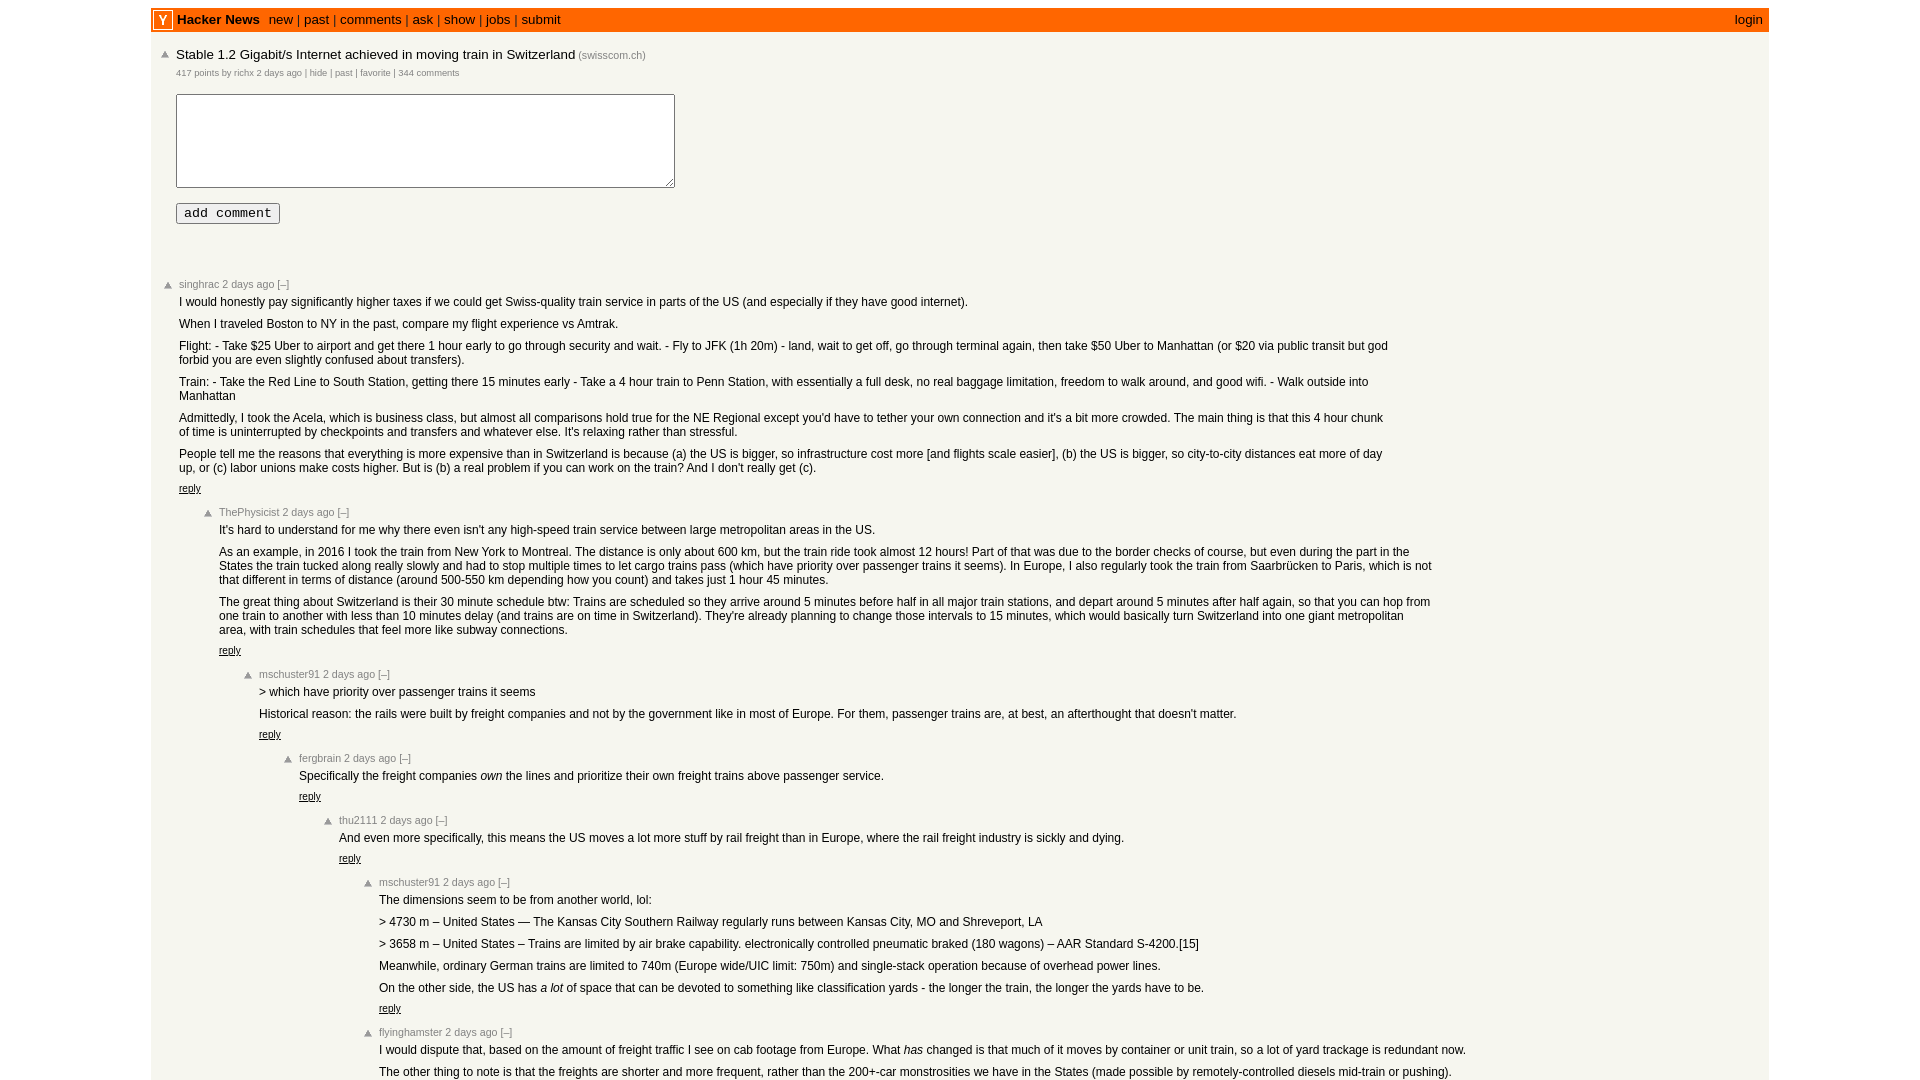 Y Hacker News new | past | comments | ask | show | jobs | submit login
Stable 1.2 Gigabit/s Internet achieved in moving train in Switzerland (swisscom.ch)
417 points by richx 2 days ago | hide | past | favorite | 344 comments
add comment
singhrac 2 days ago [–]
I would honestly pay significantly higher taxes if we could get Swiss-quality train service in parts of the US (and especially if they have good internet).
When I traveled Boston to NY in the past, compare my flight experience vs Amtrak.
Flight: - Take $25 Uber to airport and get there 1 hour early to go through security and wait. - Fly to JFK (1h 20m) - land, wait to get off, go through terminal again, then take $50 Uber to Manhattan (or $20 via public transit but god
forbid you are even slightly confused about transfers).
Train: - Take the Red Line to South Station, getting there 15 minutes early - Take a 4 hour train to Penn Station, with essentially a full desk, no real baggage limitation, freedom to walk around, and good wifi. - Walk outside into
Manhattan
Admittedly, I took the Acela, which is business class, but almost all comparisons hold true for the NE Regional except you'd have to tether your own connection and it's a bit more crowded. The main thing is that this 4 hour chunk
of time is uninterrupted by checkpoints and transfers and whatever else. It's relaxing rather than stressful.
People tell me the reasons that everything is more expensive than in Switzerland is because (a) the US is bigger, so infrastructure cost more [and flights scale easier], (b) the US is bigger, so city-to-city distances eat more of day
up, or (c) labor unions make costs higher. But is (b) a real problem if you can work on the train? And I don't really get (c).
reply
ThePhysicist 2 days ago [–]
It's hard to understand for me why there even isn't any high-speed train service between large metropolitan areas in the US.
As an example, in 2016 I took the train from New York to Montreal. The distance is only about 600 km, but the train ride took almost 12 hours! Part of that was due to the border checks of course, but even during the part in the
States the train tucked along really slowly and had to stop multiple times to let cargo trains pass (which have priority over passenger trains it seems). In Europe, I also regularly took the train from Saarbrücken to Paris, which is not
that different in terms of distance (around 500-550 km depending how you count) and takes just 1 hour 45 minutes.
The great thing about Switzerland is their 30 minute schedule btw: Trains are scheduled so they arrive around 5 minutes before half in all major train stations, and depart around 5 minutes after half again, so that you can hop from
one train to another with less than 10 minutes delay (and trains are on time in Switzerland). They're already planning to change those intervals to 15 minutes, which would basically turn Switzerland into one giant metropolitan
area, with train schedules that feel more like subway connections.
reply
mschuster91 2 days ago [–]
> which have priority over passenger trains it seems
Historical reason: the rails were built by freight companies and not by the government like in most of Europe. For them, passenger trains are, at best, an afterthought that doesn't matter.
reply
fergbrain 2 days ago [–]
Specifically the freight companies own the lines and prioritize their own freight trains above passenger service.
reply
thu2111 2 days ago [–]
And even more specifically, this means the US moves a lot more stuff by rail freight than in Europe, where the rail freight industry is sickly and dying.
reply
mschuster91 2 days ago [–]
The dimensions seem to be from another world, lol:
> 4730 m – United States — The Kansas City Southern Railway regularly runs between Kansas City, MO and Shreveport, LA
> 3658 m – United States – Trains are limited by air brake capability. electronically controlled pneumatic braked (180 wagons) – AAR Standard S-4200.[15]
Meanwhile, ordinary German trains are limited to 740m (Europe wide/UIC limit: 750m) and single-stack operation because of overhead power lines.
On the other side, the US has a lot of space that can be devoted to something like classification yards - the longer the train, the longer the yards have to be.
reply
flyinghamster 2 days ago [–]
I would dispute that, based on the amount of freight traffic I see on cab footage from Europe. What has changed is that much of it moves by container or unit train, so a lot of yard trackage is redundant now.
The other thing to note is that the freights are shorter and more frequent, rather than the 200+-car monstrosities we have in the States (made possible by remotely-controlled diesels mid-train or pushing).